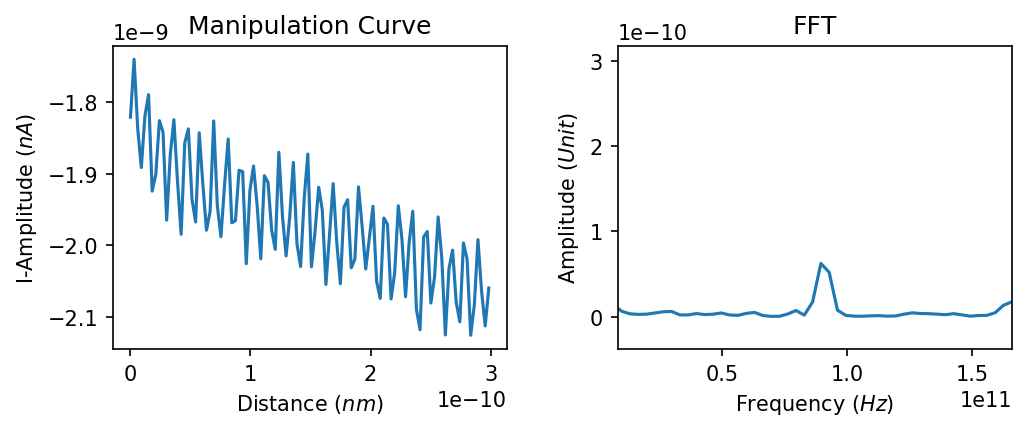 Manipulation Curve
1e−9
I-Amplitude (nA)
−1.8
−1.9
−2.0
−2.1
0
1
2
3
Distance (nm)
1e−10
FFT
1e−10
Amplitude (Unit)
3
2
1
0
0.5
1.0
1.5
Frequency (Hz)
1e11